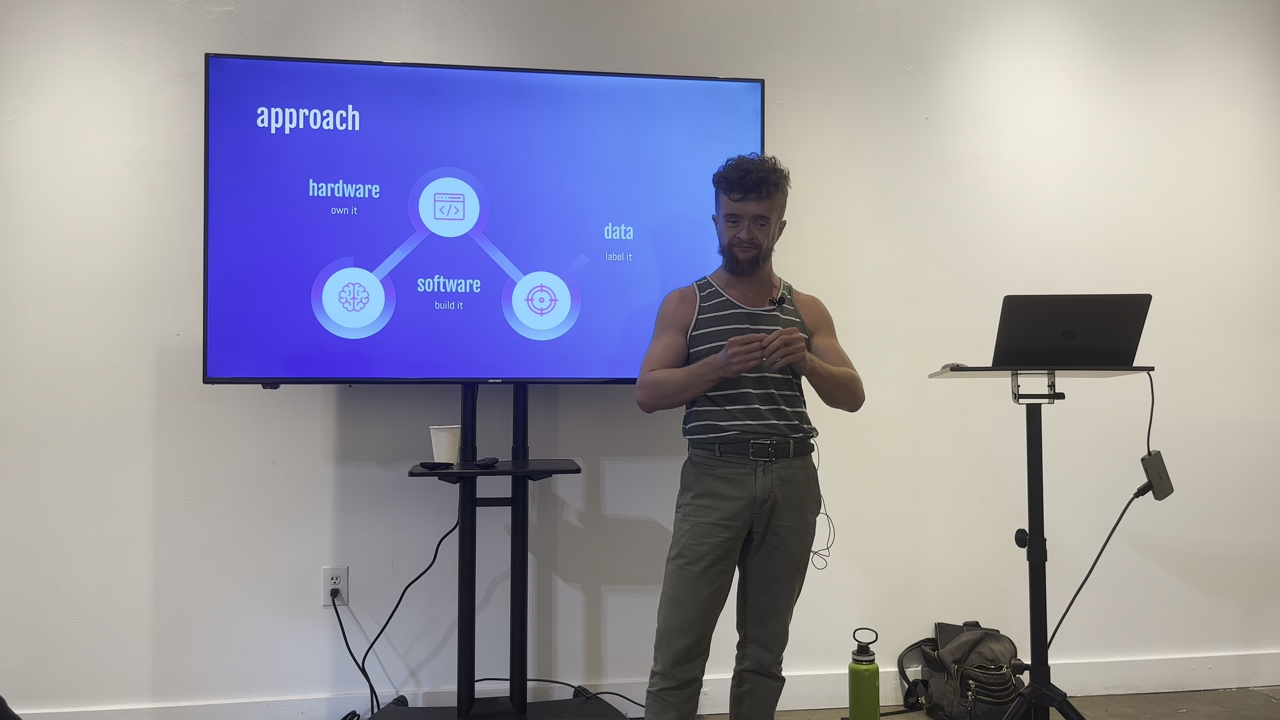 approach
hardware
own it
data
label it
software
build it